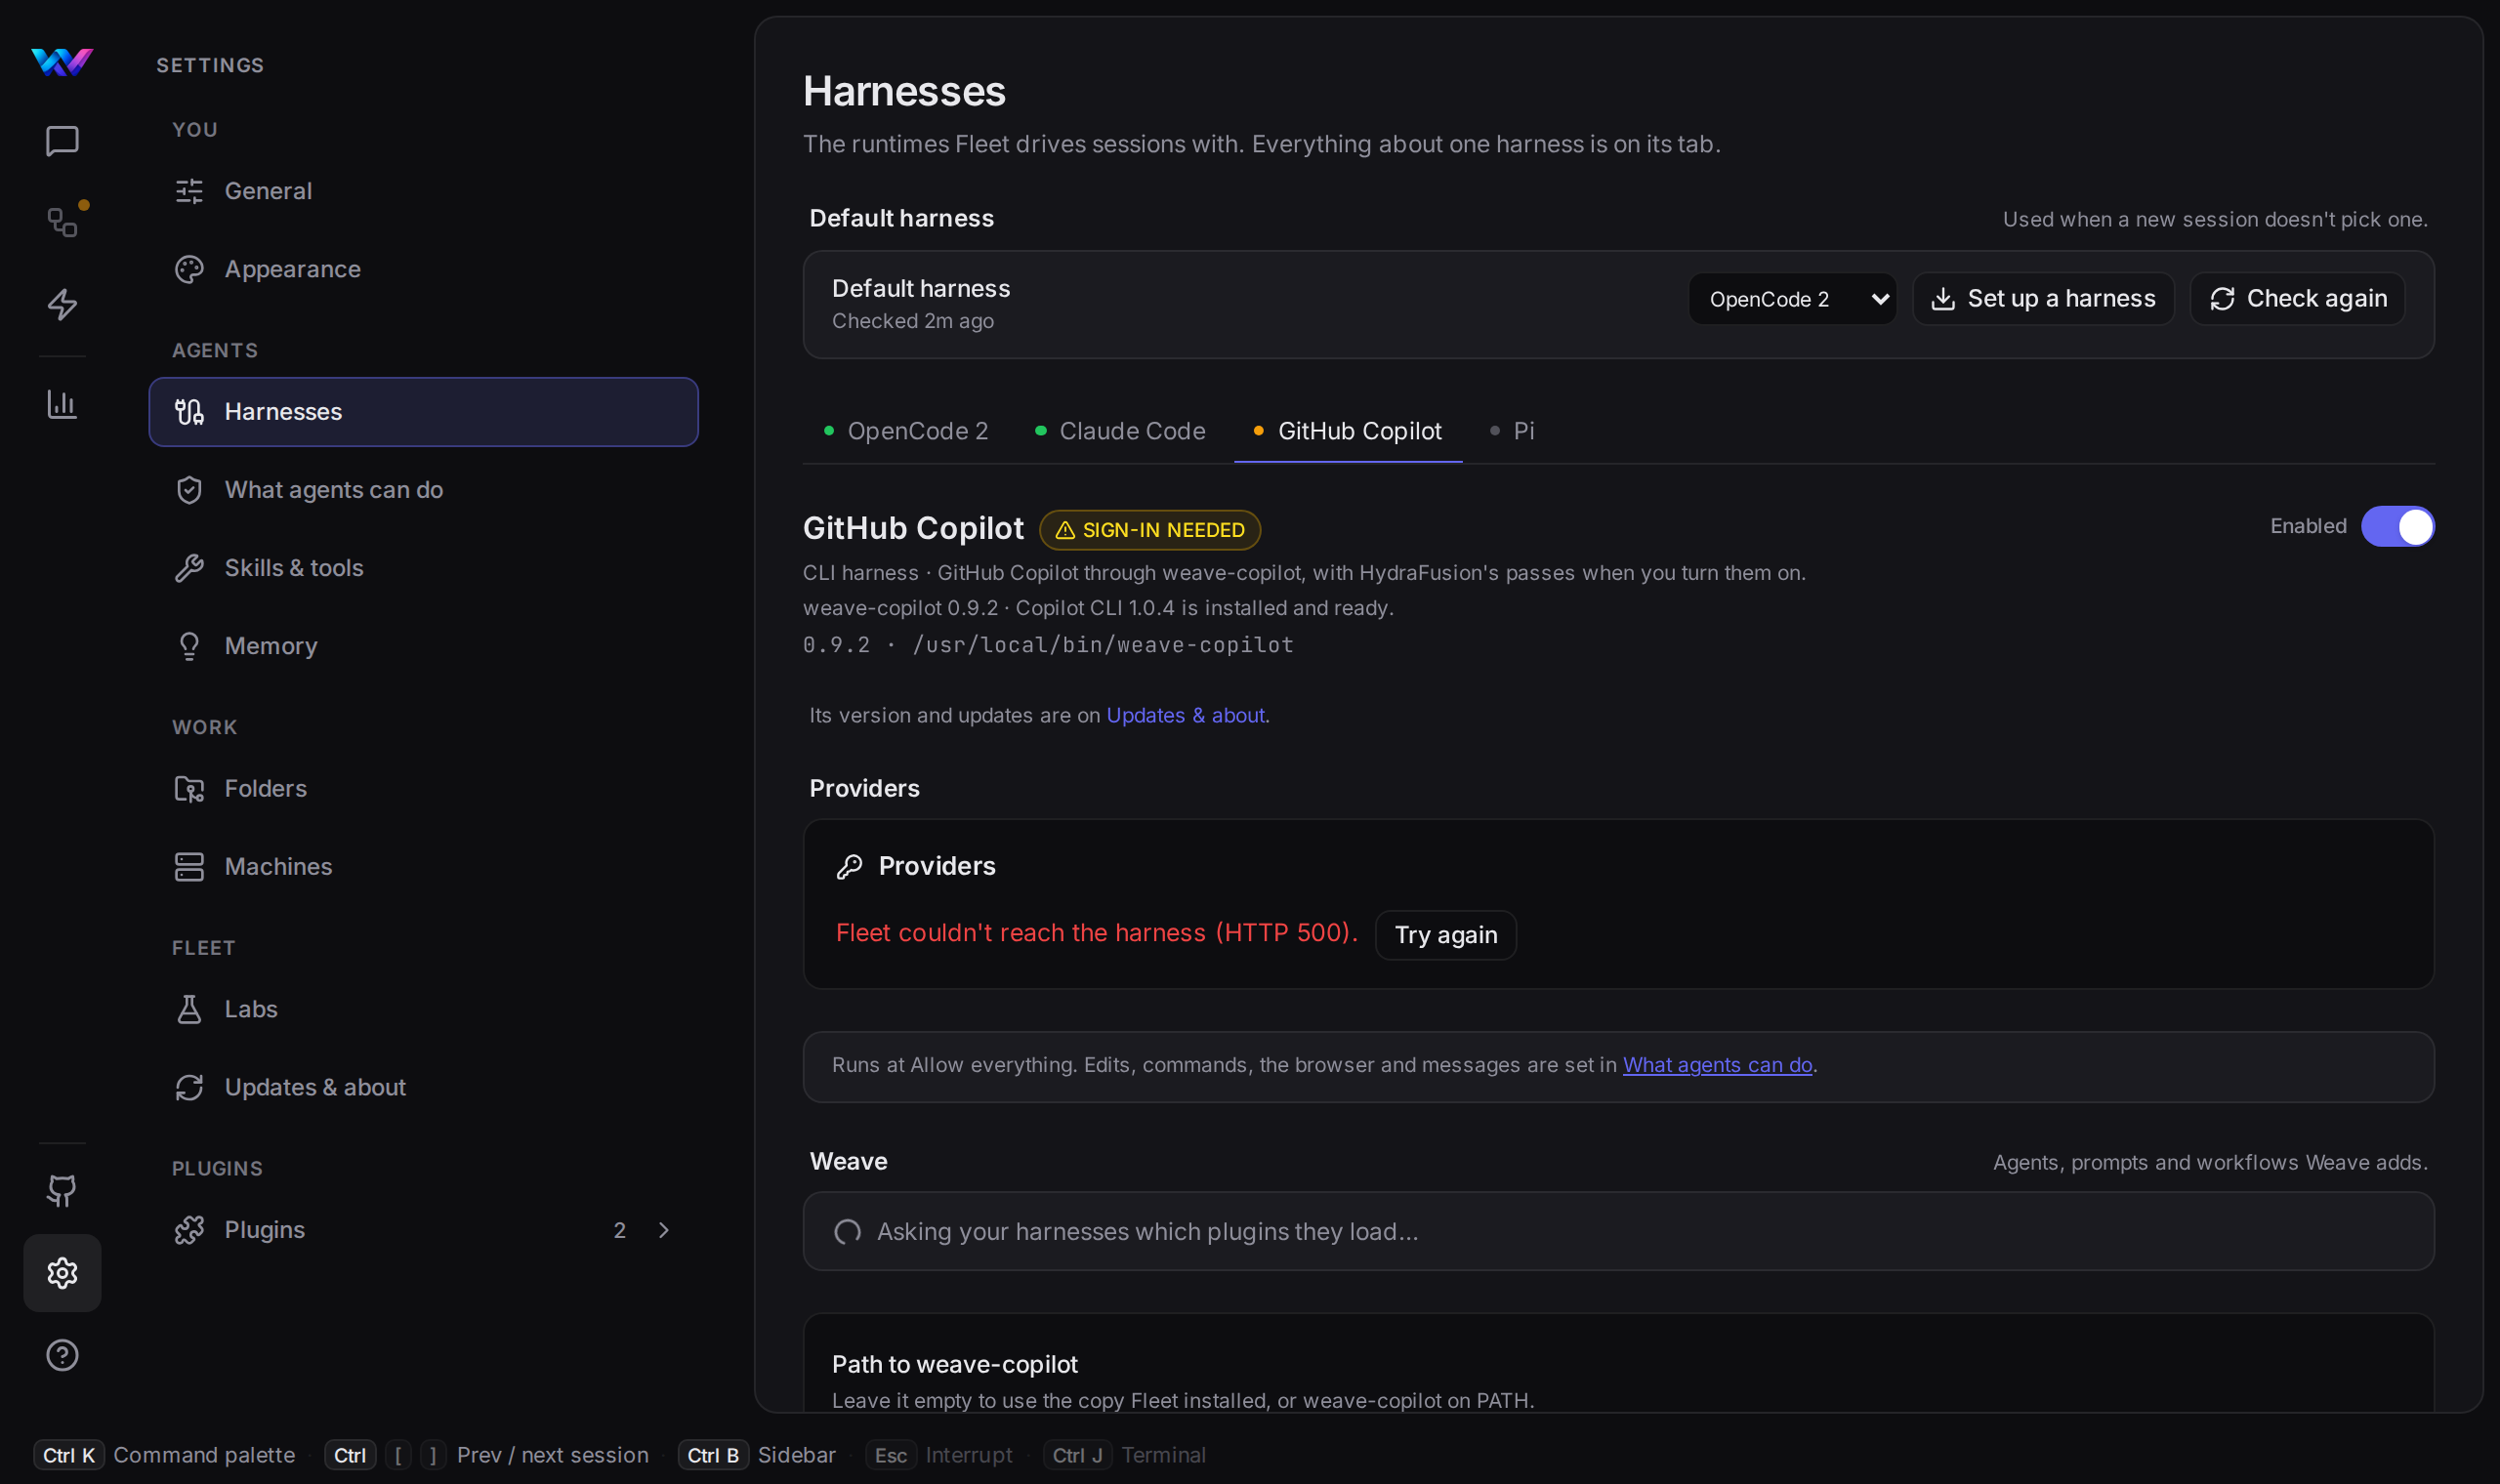 SETTINGS
YOU
General
Appearance
AGENTS
Harnesses
What agents can do
Skills & tools
Memory
WORK
Folders
Machines
FLEET
Labs
Updates & about
PLUGINS
Plugins 2
Harnesses
The runtimes Fleet drives sessions with. Everything about one harness is on its tab.
Default harness Used when a new session doesn't pick one.
Default harness
Checked 2m ago
OpenCode 2 Set up a harness Check again
OpenCode 2 Claude Code GitHub Copilot Pi
GitHub Copilot SIGN-IN NEEDED Enabled
CLI harness · GitHub Copilot through weave-copilot, with HydraFusion's passes when you turn them on.
weave-copilot 0.9.2 · Copilot CLI 1.0.4 is installed and ready.
0.9.2 · /usr/local/bin/weave-copilot
Its version and updates are on Updates & about.
Providers
Providers
Fleet couldn't reach the harness (HTTP 500). Try again
Runs at Allow everything. Edits, commands, the browser and messages are set in What agents can do.
Weave Agents, prompts and workflows Weave adds.
Asking your harnesses which plugins they load...
Path to weave-copilot
Leave it empty to use the copy Fleet installed, or weave-copilot on PATH.
Ctrl K Command palette · Ctrl [ ] Prev / next session · Ctrl B Sidebar · Esc Interrupt · Ctrl J Terminal